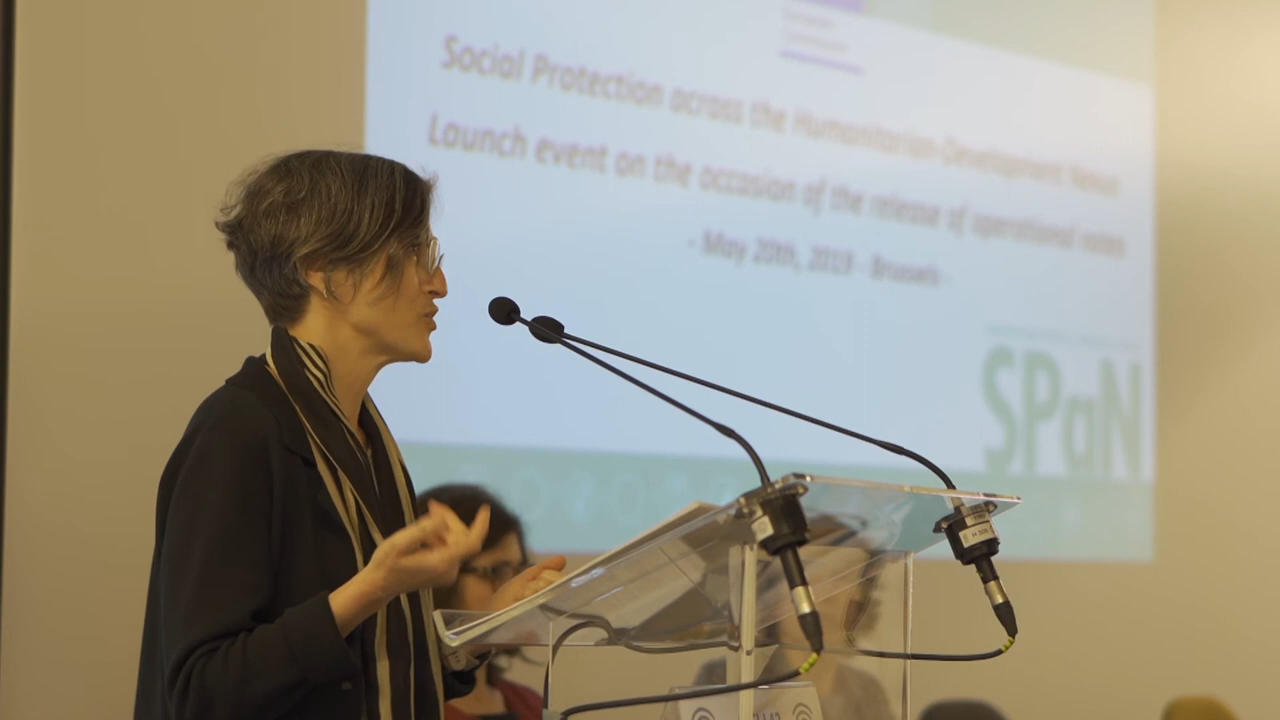 Social Protection across the Humanitarian-Development Nexus
Launch event on the occasion of the release of operational notes
- May 20th, 2019 - Brussels -
SPaN